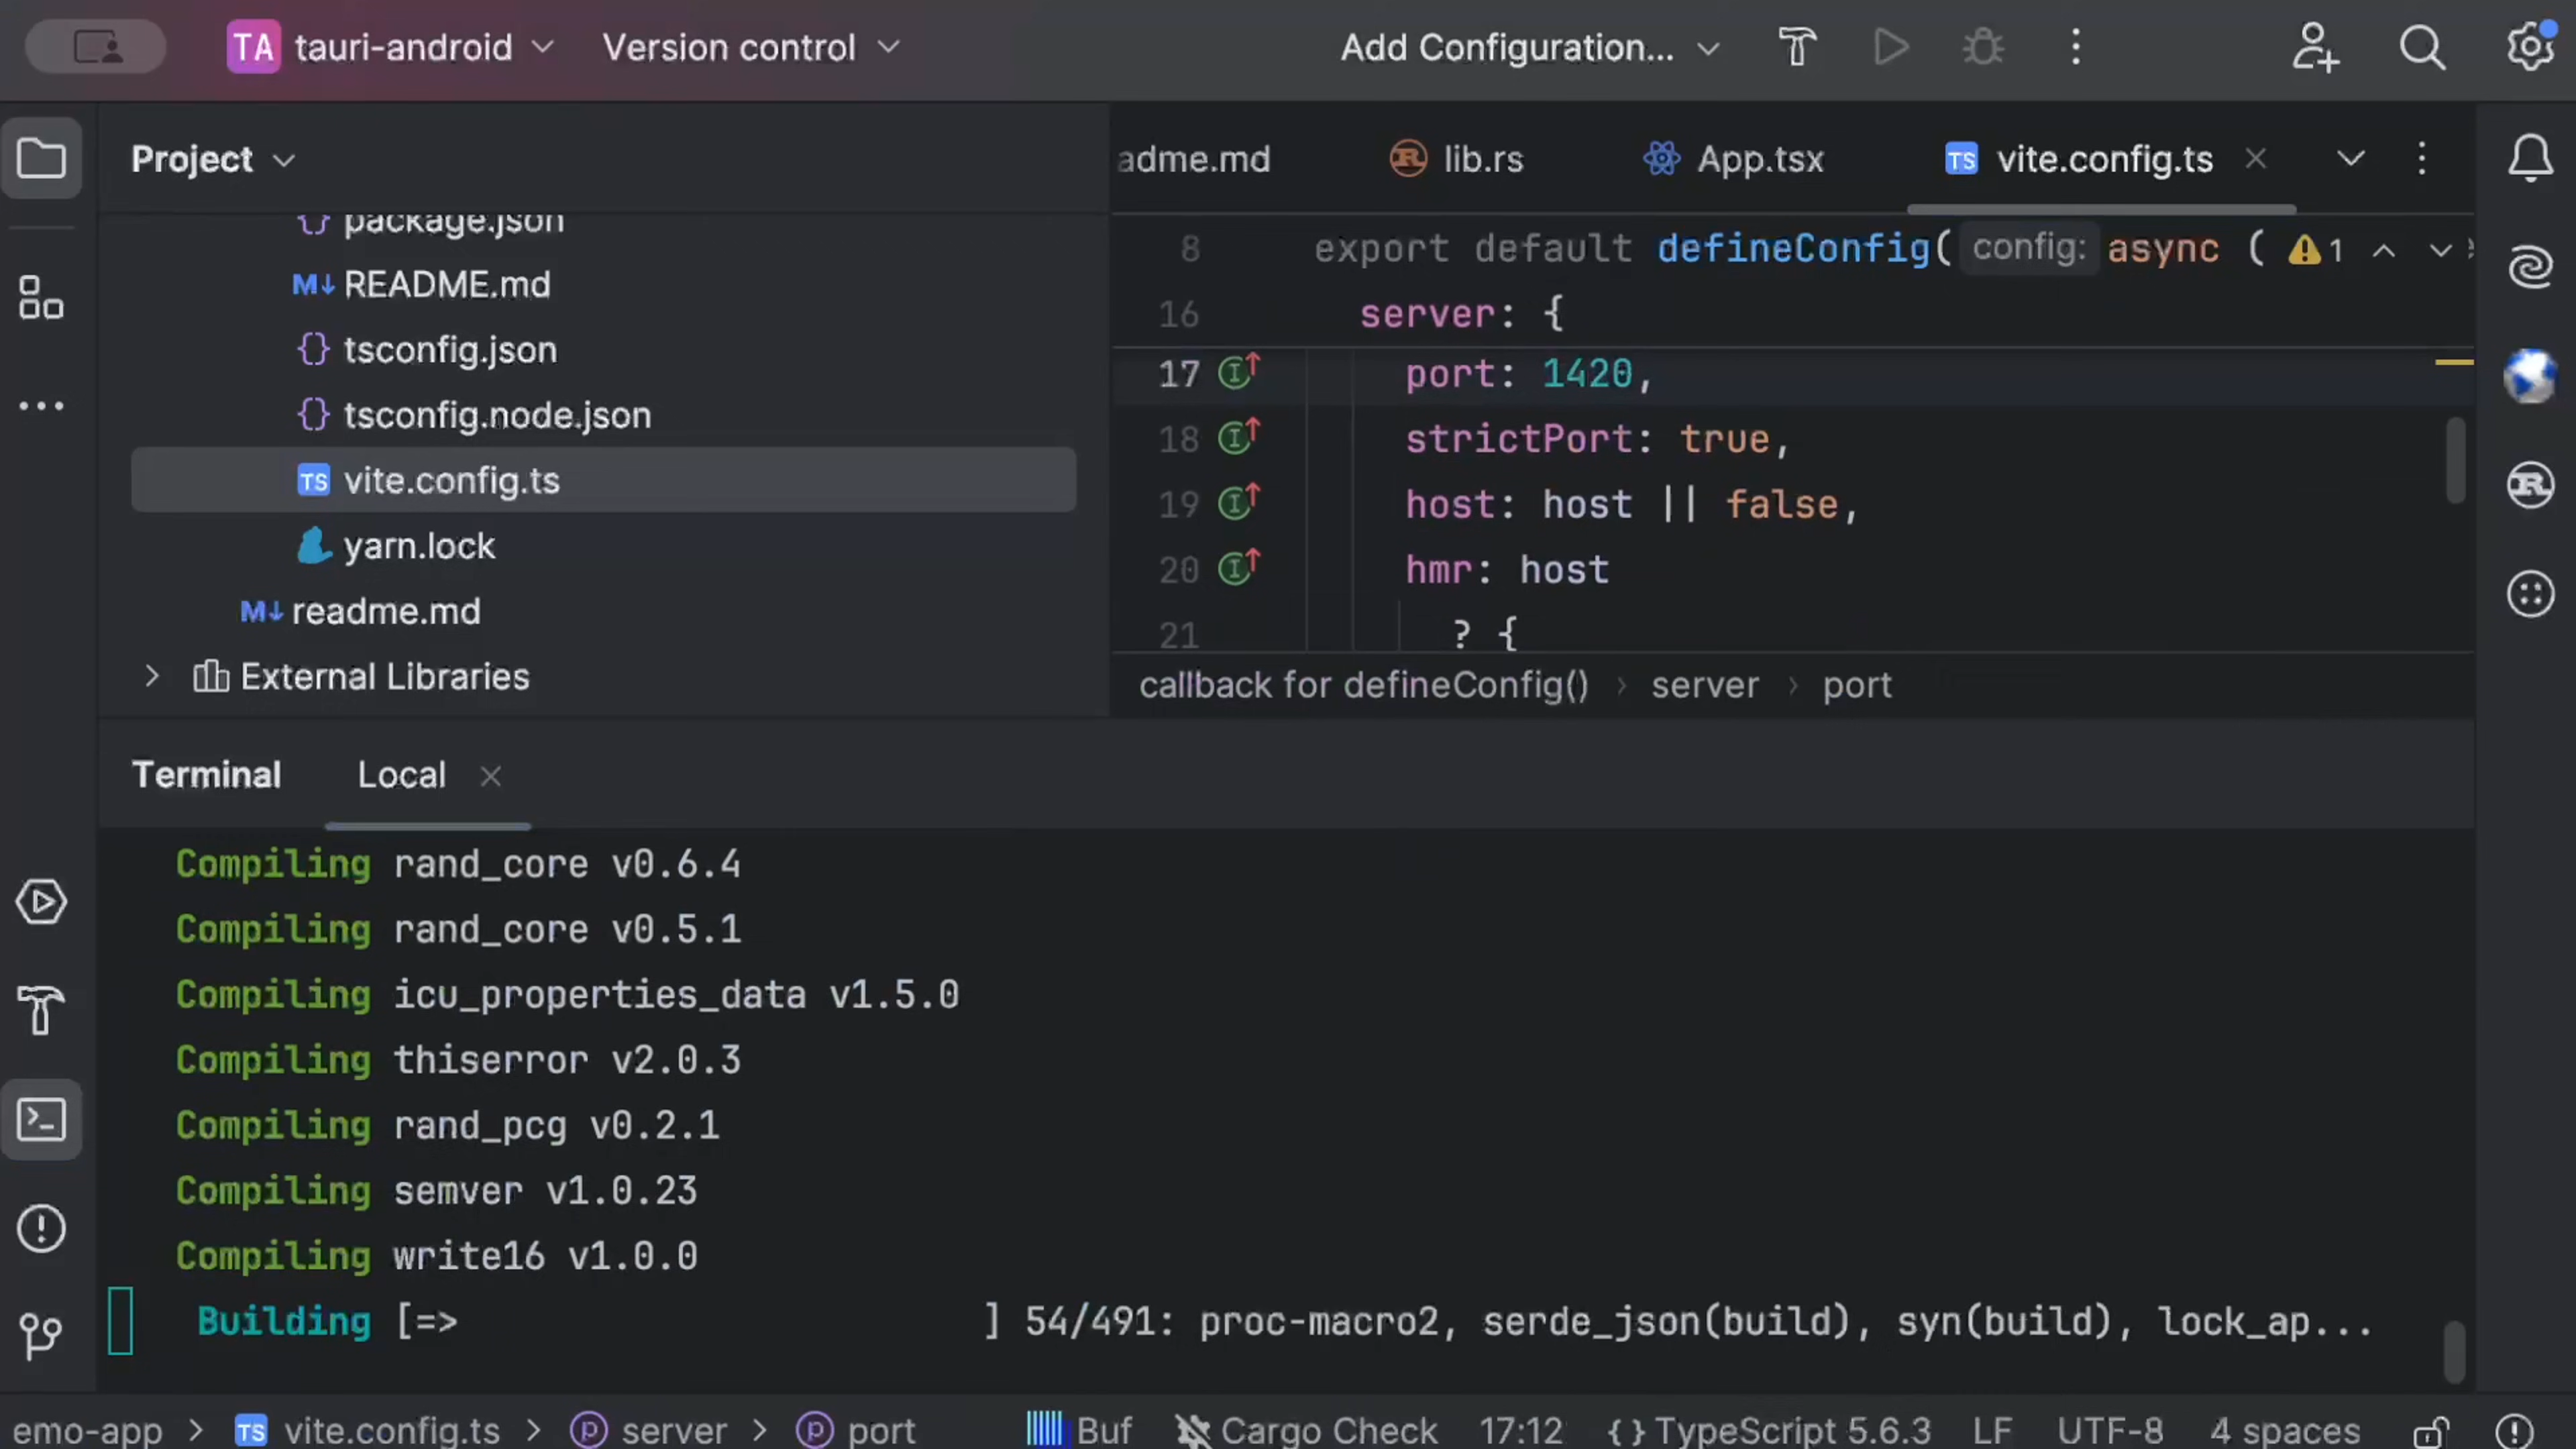 TA tauri-android Version control Add Configuration...
Project
package.json
README.md
tsconfig.json
tsconfig.node.json
TS vite.config.ts
yarn.lock
readme.md
External Libraries
adme.md lib.rs App.tsx TS vite.config.ts
8 export default defineConfig( config: async ( 1
16 server: {
17 port: 1420,
18 strictPort: true,
19 host: host || false,
20 hmr: host
21 ? {
callback for defineConfig() › server › port
Terminal Local
Compiling rand_core v0.6.4
Compiling rand_core v0.5.1
Compiling icu_properties_data v1.5.0
Compiling thiserror v2.0.3
Compiling rand_pcg v0.2.1
Compiling semver v1.0.23
Compiling write16 v1.0.0
Building [=> ] 54/491: proc-macro2, serde_json(build), syn(build), lock_ap...
emo-app > TS vite.config.ts > server > port Buf Cargo Check 17:12 {} TypeScript 5.6.3 LF UTF-8 4 spaces